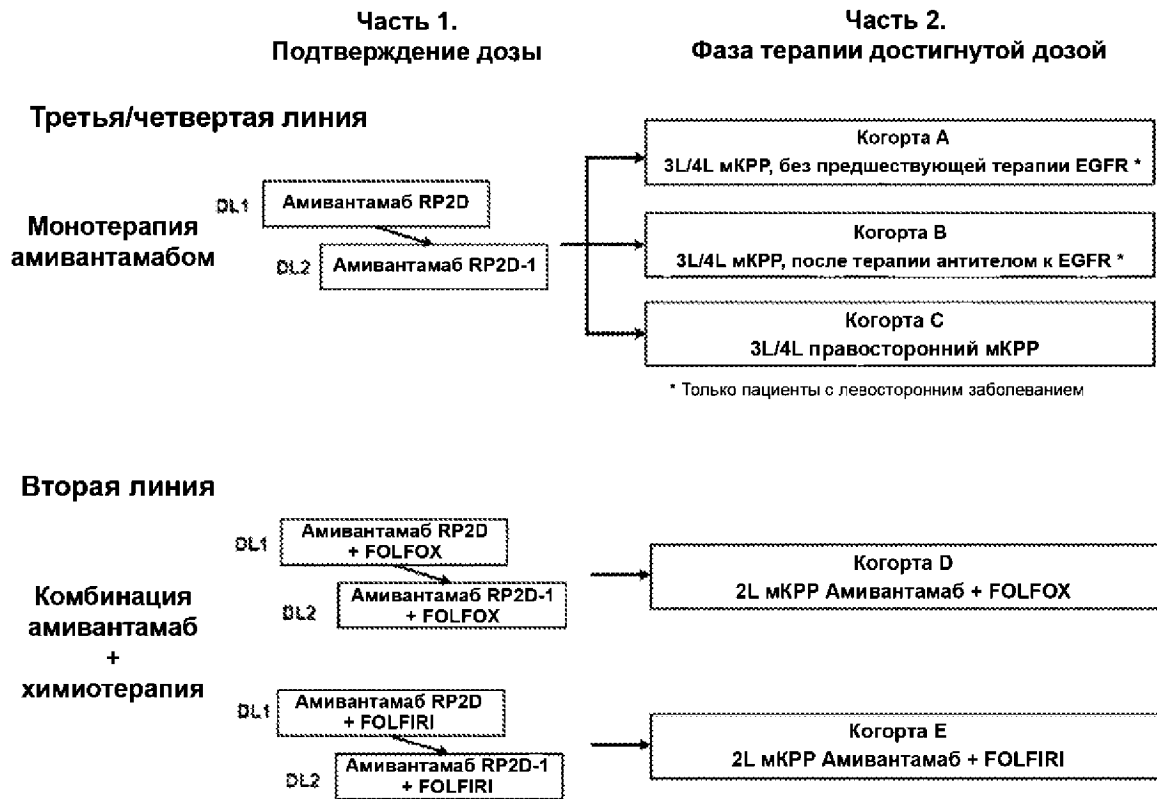 Часть 1.
Подтверждение дозы
Часть 2.
Фаза терапии достигнутой дозой
Третья/четвертая линия
Монотерапия
амивантамабом
DL1
Амивантамаб RP2D
DL2
Амивантамаб RP2D-1
Когорта A
3L/4L мКРР, без предшествующей терапии EGFR *
Когорта B
3L/4L мКРР, после терапии антителом к EGFR *
Когорта C
3L/4L правосторонний мКРР
* Только пациенты с левосторонним заболеванием
Вторая линия
Комбинация
амивантамаб
+
химиотерапия
DL1
Амивантамаб RP2D
+ FOLFOX
DL2
Амивантамаб RP2D-1
+ FOLFOX
Когорта D
2L мКРР Амивантамаб + FOLFOX
DL1
Амивантамаб RP2D
+ FOLFIRI
DL2
Амивантамаб RP2D-1
+ FOLFIRI
Когорта E
2L мКРР Амивантамаб + FOLFIRI